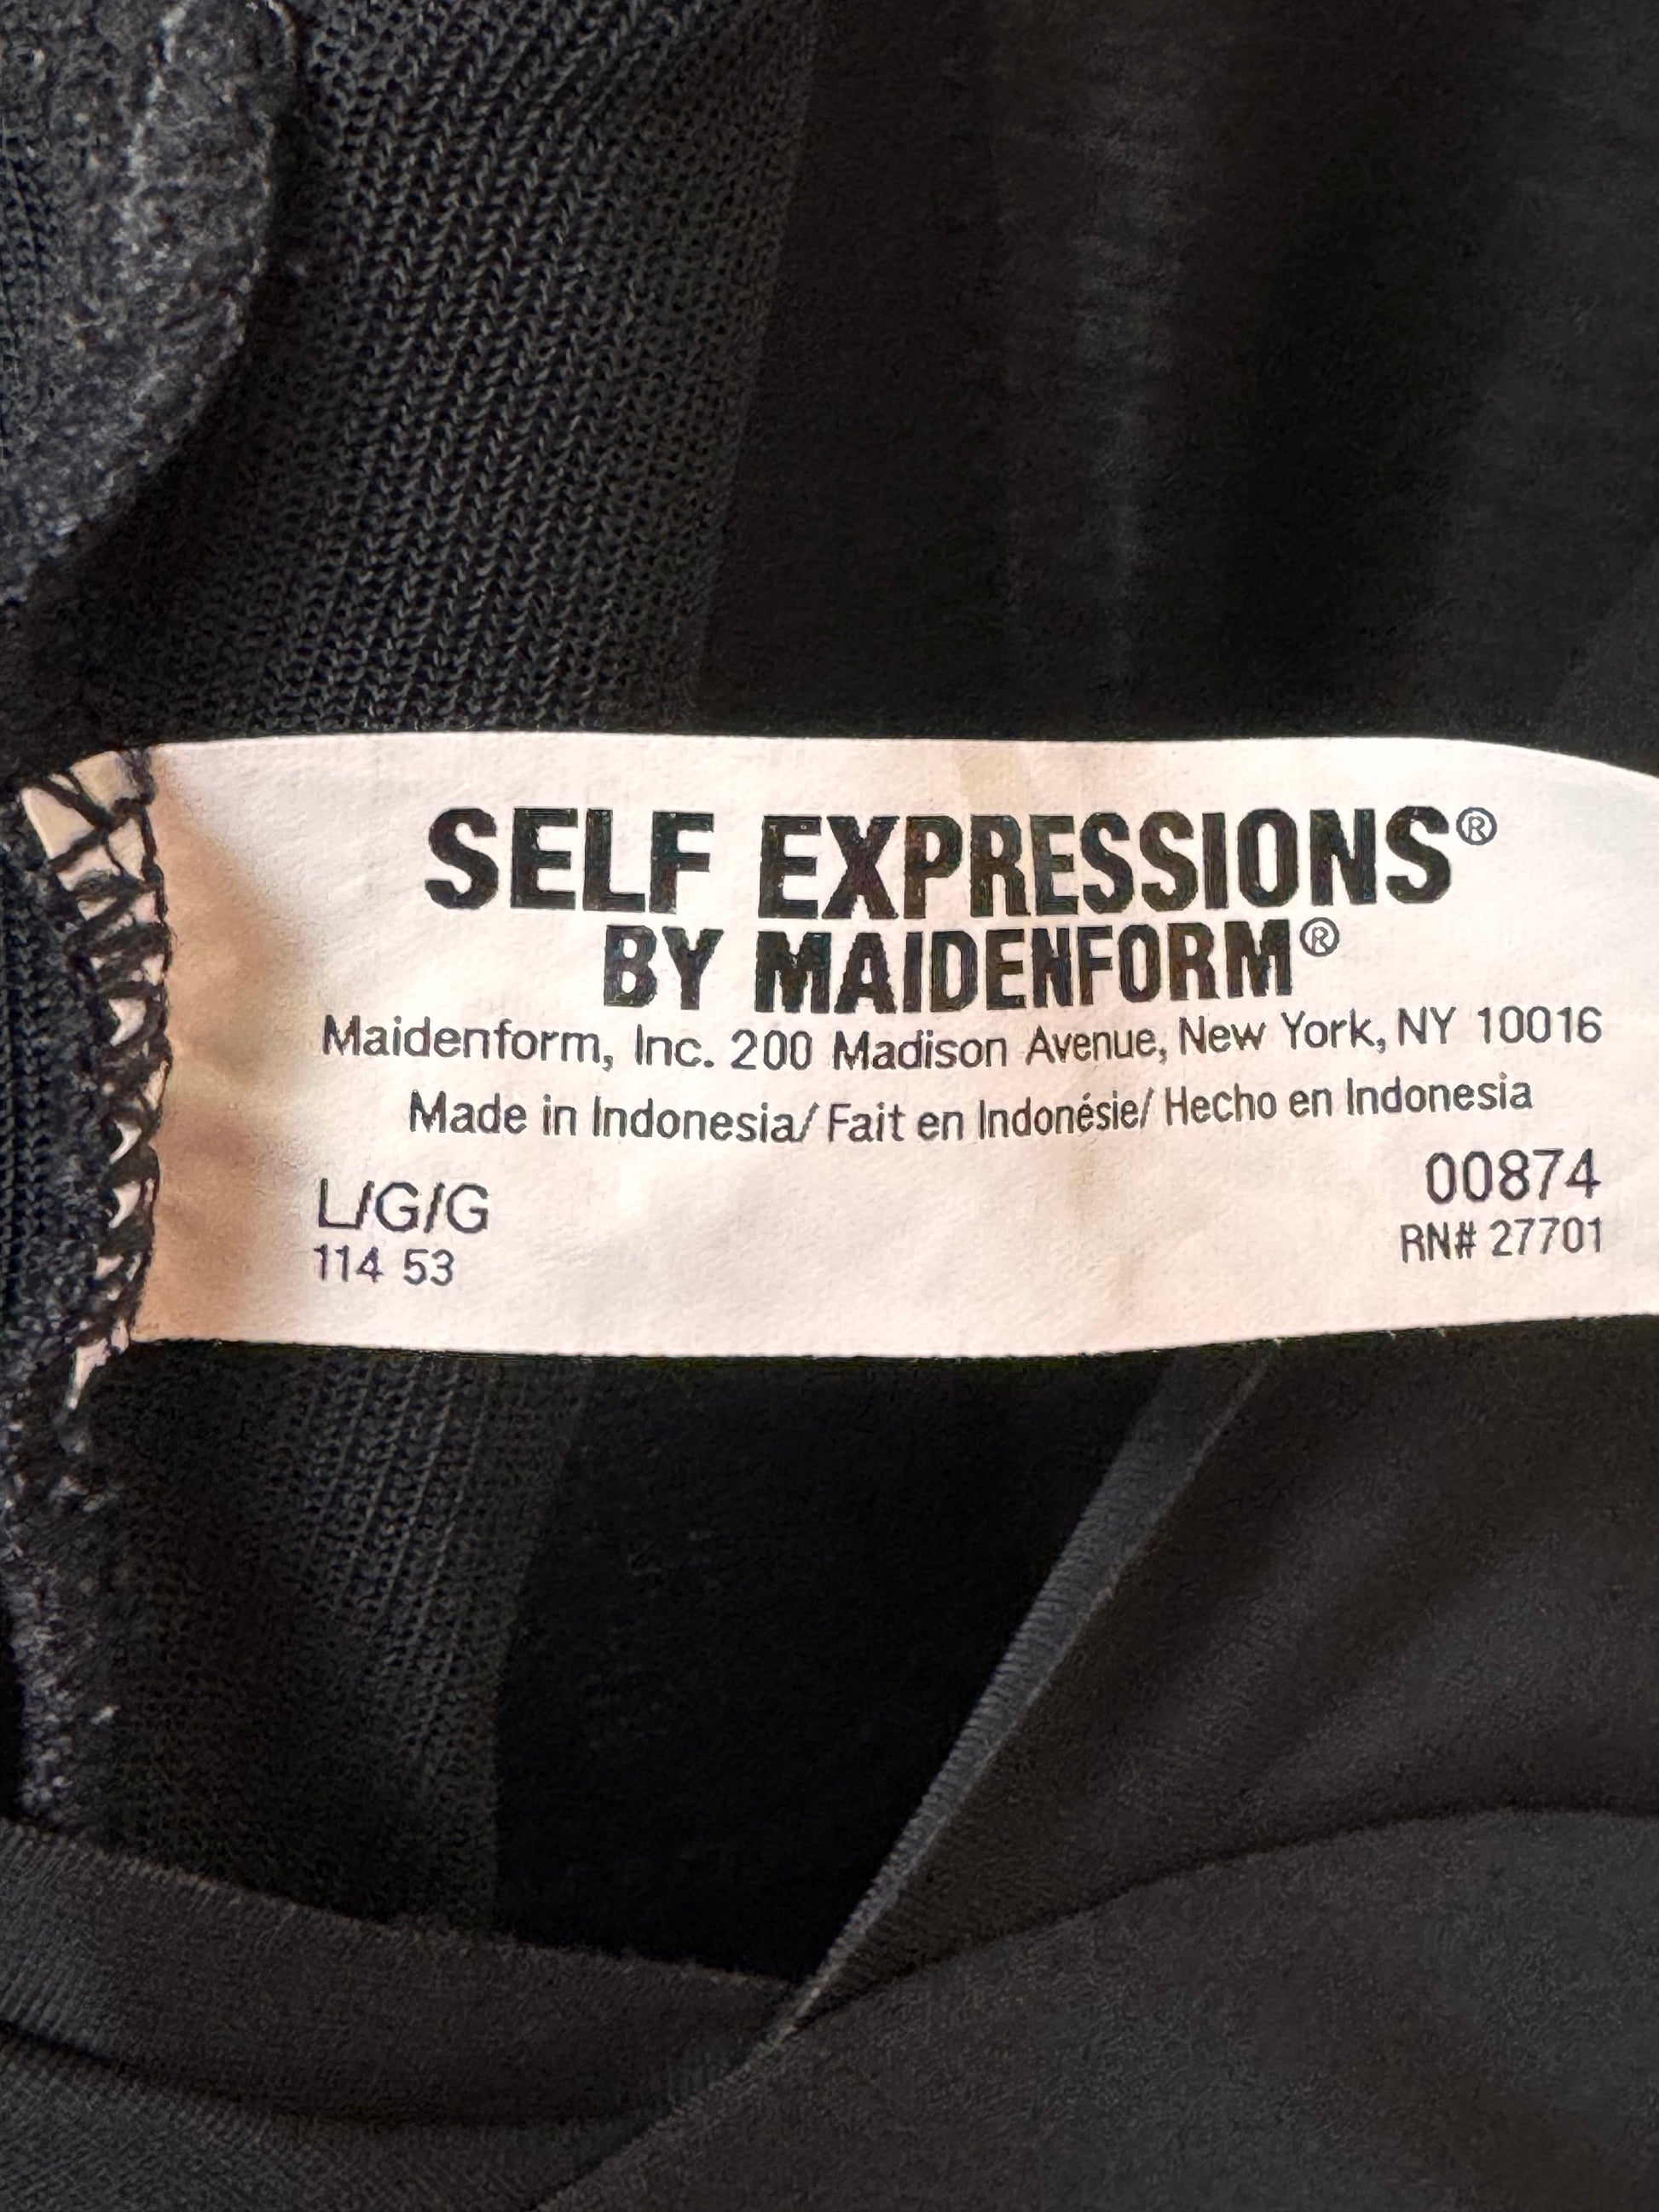 SELF EXPRESSIONS®
BY MAIDENFORM®
Maidenform, Inc. 200 Madison Avenue, New York, NY 10016
Made in Indonesia/ Fait en Indonésie/ Hecho en Indonesia
L/G/G
114 53
00874
RN# 27701